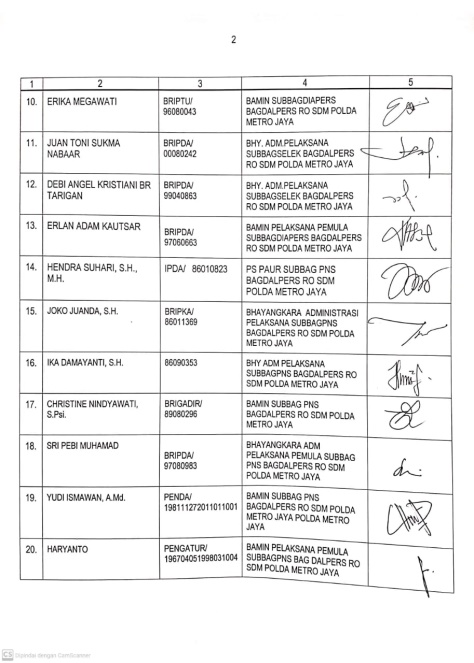 2
1 2 3 4 5
10. ERIKA MEGAWATI BRIPTU/ BAMIN SUBBAGDIAPERS
96080043 BAGDALPERS RO SDM POLDA
METRO JAYA
11. JUAN TONI SUKMA BRIPDA/ BHY. ADM.PELAKSANA
NABAAR 00080242 SUBBAGSELEK BAGDALPERS
RO SDM POLDA METRO JAYA
12. DEBI ANGEL KRISTIANI BR BRIPDA/ BHY. ADM.PELAKSANA
TARIGAN 99040863 SUBBAGSELEK BAGDALPERS
RO SDM POLDA METRO JAYA
13. ERLAN ADAM KAUTSAR BRIPDA/ BAMIN PELAKSANA PEMULA
97060663 SUBBAGDIAPERS BAGDALPERS
RO SDM POLDA METRO JAYA
14. HENDRA SUHARI, S.H., IPDA/ 86010823 PS PAUR SUBBAG PNS
M.H. BAGDALPERS RO SDM
POLDA METRO JAYA
15. JOKO JUANDA, S.H. BRIPKA/ BHAYANGKARA ADMINISTRASI
86011369 PELAKSANA SUBBAGPNS
BAGDALPERS RO SDM POLDA
METRO JAYA
16. IKA DAMAYANTI, S.H. 86090353 BHY ADM PELAKSANA
SUBBAGPNS BAGDALPERS RO
SDM POLDA METRO JAYA
17. CHRISTINE NINDYAWATI, BRIGADIR/ BAMIN SUBBAG PNS
S.Psi. 89080296 BAGDALPERS RO SDM POLDA
METRO JAYA
18. SRI PEBI MUHAMAD BRIPDA/ BHAYANGKARA ADM
97080983 PELAKSANA PEMULA SUBBAG
PNS BAGDALPERS RO SDM
POLDA METRO JAYA
19. YUDI ISMAWAN, A.Md. PENDA/ BAMIN SUBBAG PNS
198111272011011001 BAGDALPERS RO SDM POLDA
METRO JAYA POLDA METRO
JAYA
20. HARYANTO PENGATUR/ BAMIN PELAKSANA PEMULA
196704051998031004 SUBBAGPNS BAG DALPERS RO
SDM POLDA METRO JAYA
CS Dipindai dengan CamScanner